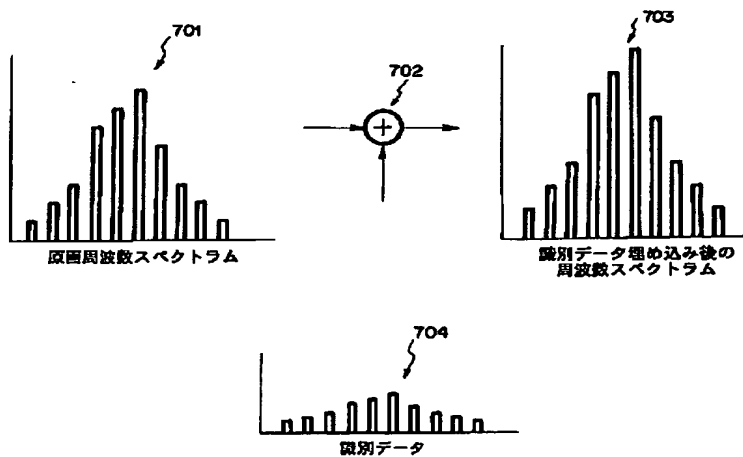 701
702
703
原画周波数スペクトラム
識別データ埋め込み後の
周波数スペクトラム
704
識別データ